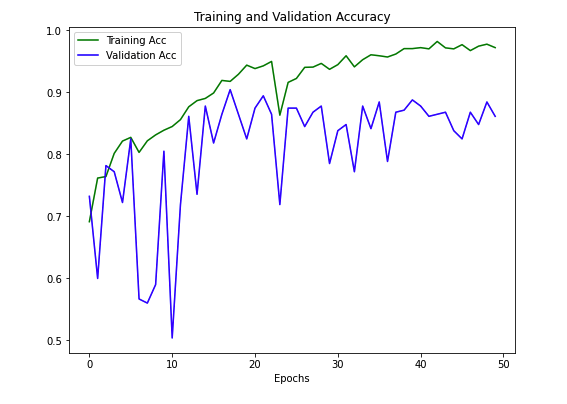 Training and Validation Accuracy
Training Acc
Validation Acc
1.0
0.9
0.8
0.7
0.6
0.5
0 10 20 30 40 50
Epochs